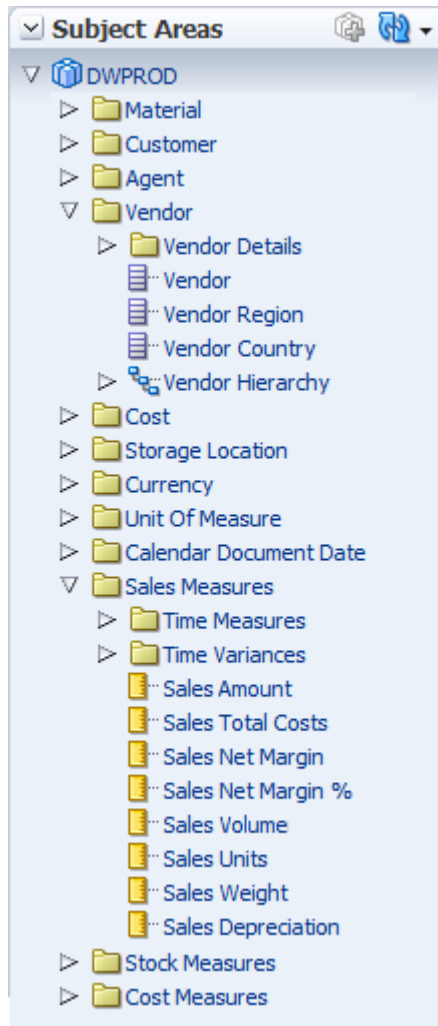 Subject Areas
DWPROD
Material
Customer
Agent
Vendor
Vendor Details
Vendor
Vendor Region
Vendor Country
Vendor Hierarchy
Cost
Storage Location
Currency
Unit Of Measure
Calendar Document Date
Sales Measures
Time Measures
Time Variances
Sales Amount
Sales Total Costs
Sales Net Margin
Sales Net Margin %
Sales Volume
Sales Units
Sales Weight
Sales Depreciation
Stock Measures
Cost Measures